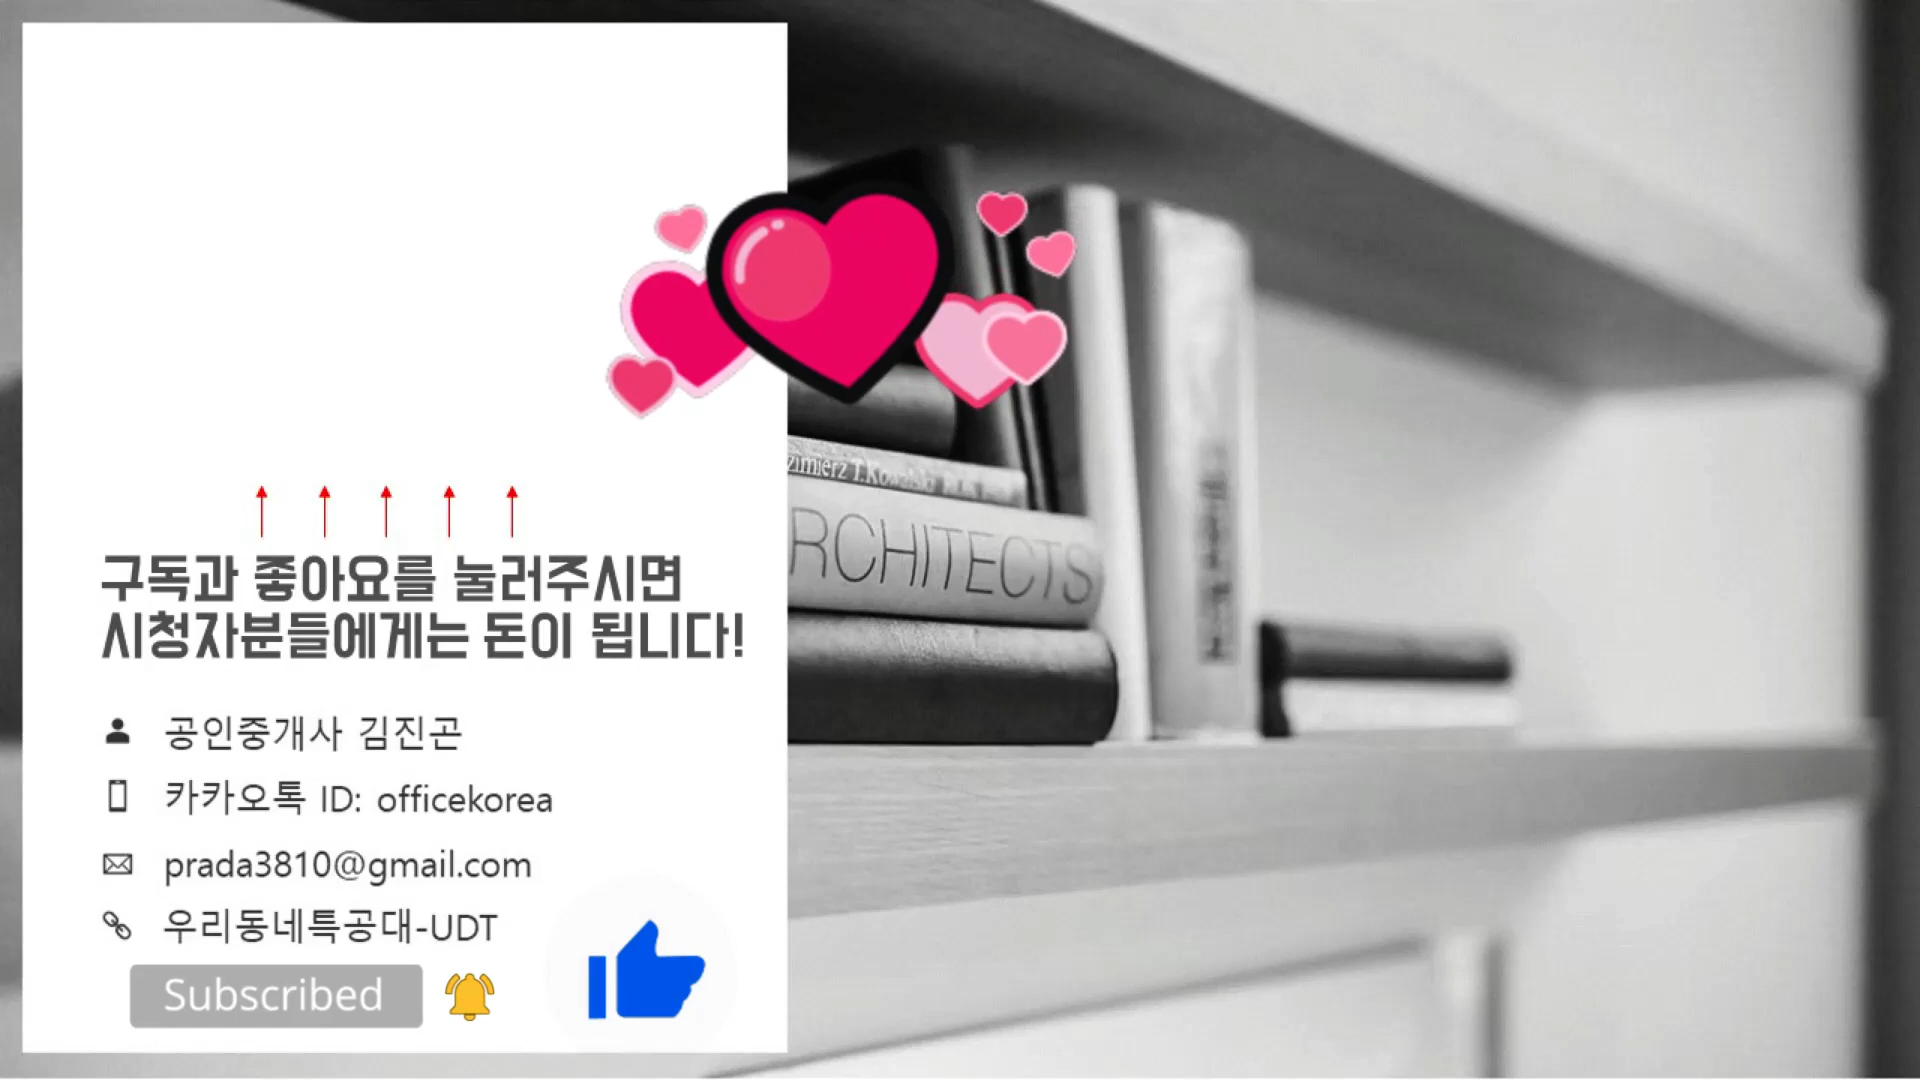 구독과 좋아요를 눌러주시면
시청자분들에게는 돈이 됩니다!
공인중개사 김진곤
카카오톡 ID: officekorea
prada3810@gmail.com
우리동네특공대-UDT
Subscribed
T.Kowalski
RCHITECTS